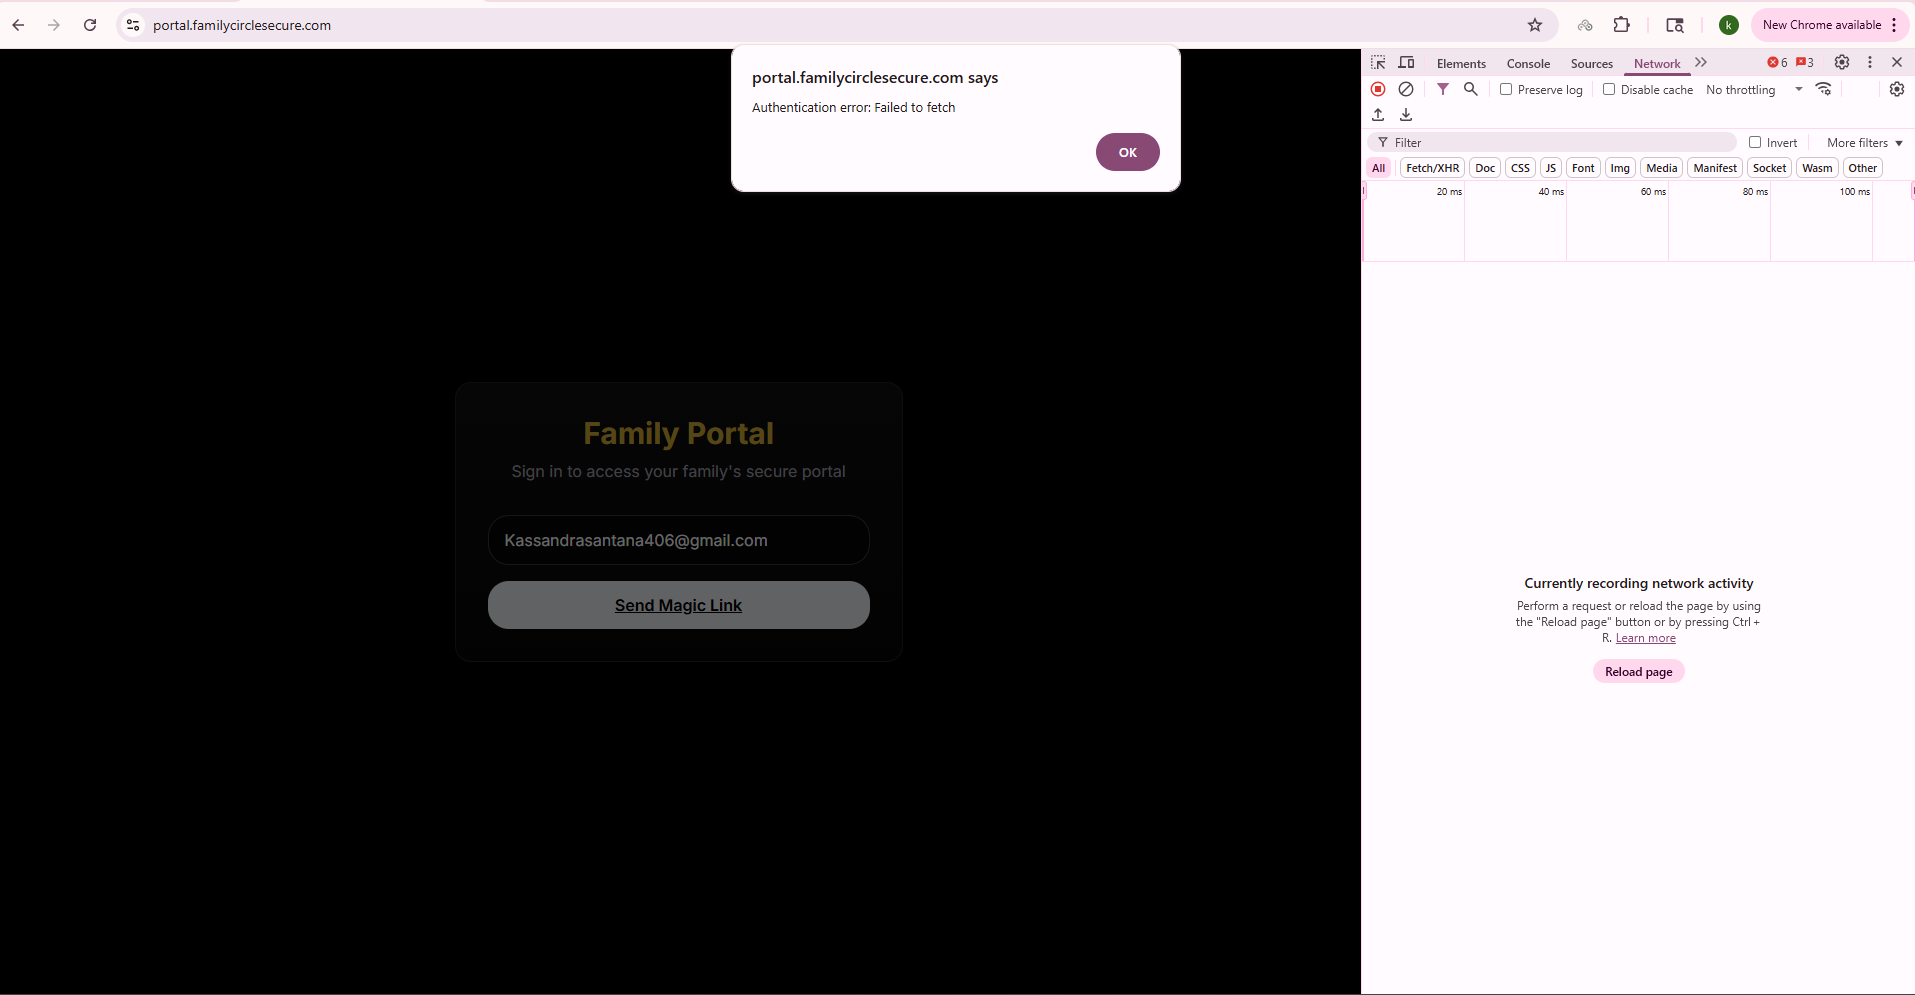 portal.familycirclesecure.com
k
New Chrome available
portal.familycirclesecure.com says
Authentication error: Failed to fetch
OK
Family Portal
Sign in to access your family's secure portal
Kassandrasantana406@gmail.com
Send Magic Link
Elements Console Sources Network 6 3
Preserve log Disable cache No throttling
Filter Invert More filters
All Fetch/XHR Doc CSS JS Font Img Media Manifest Socket Wasm Other
20 ms 40 ms 60 ms 80 ms 100 ms
Currently recording network activity
Perform a request or reload the page by using
the "Reload page" button or by pressing Ctrl +
R. Learn more
Reload page